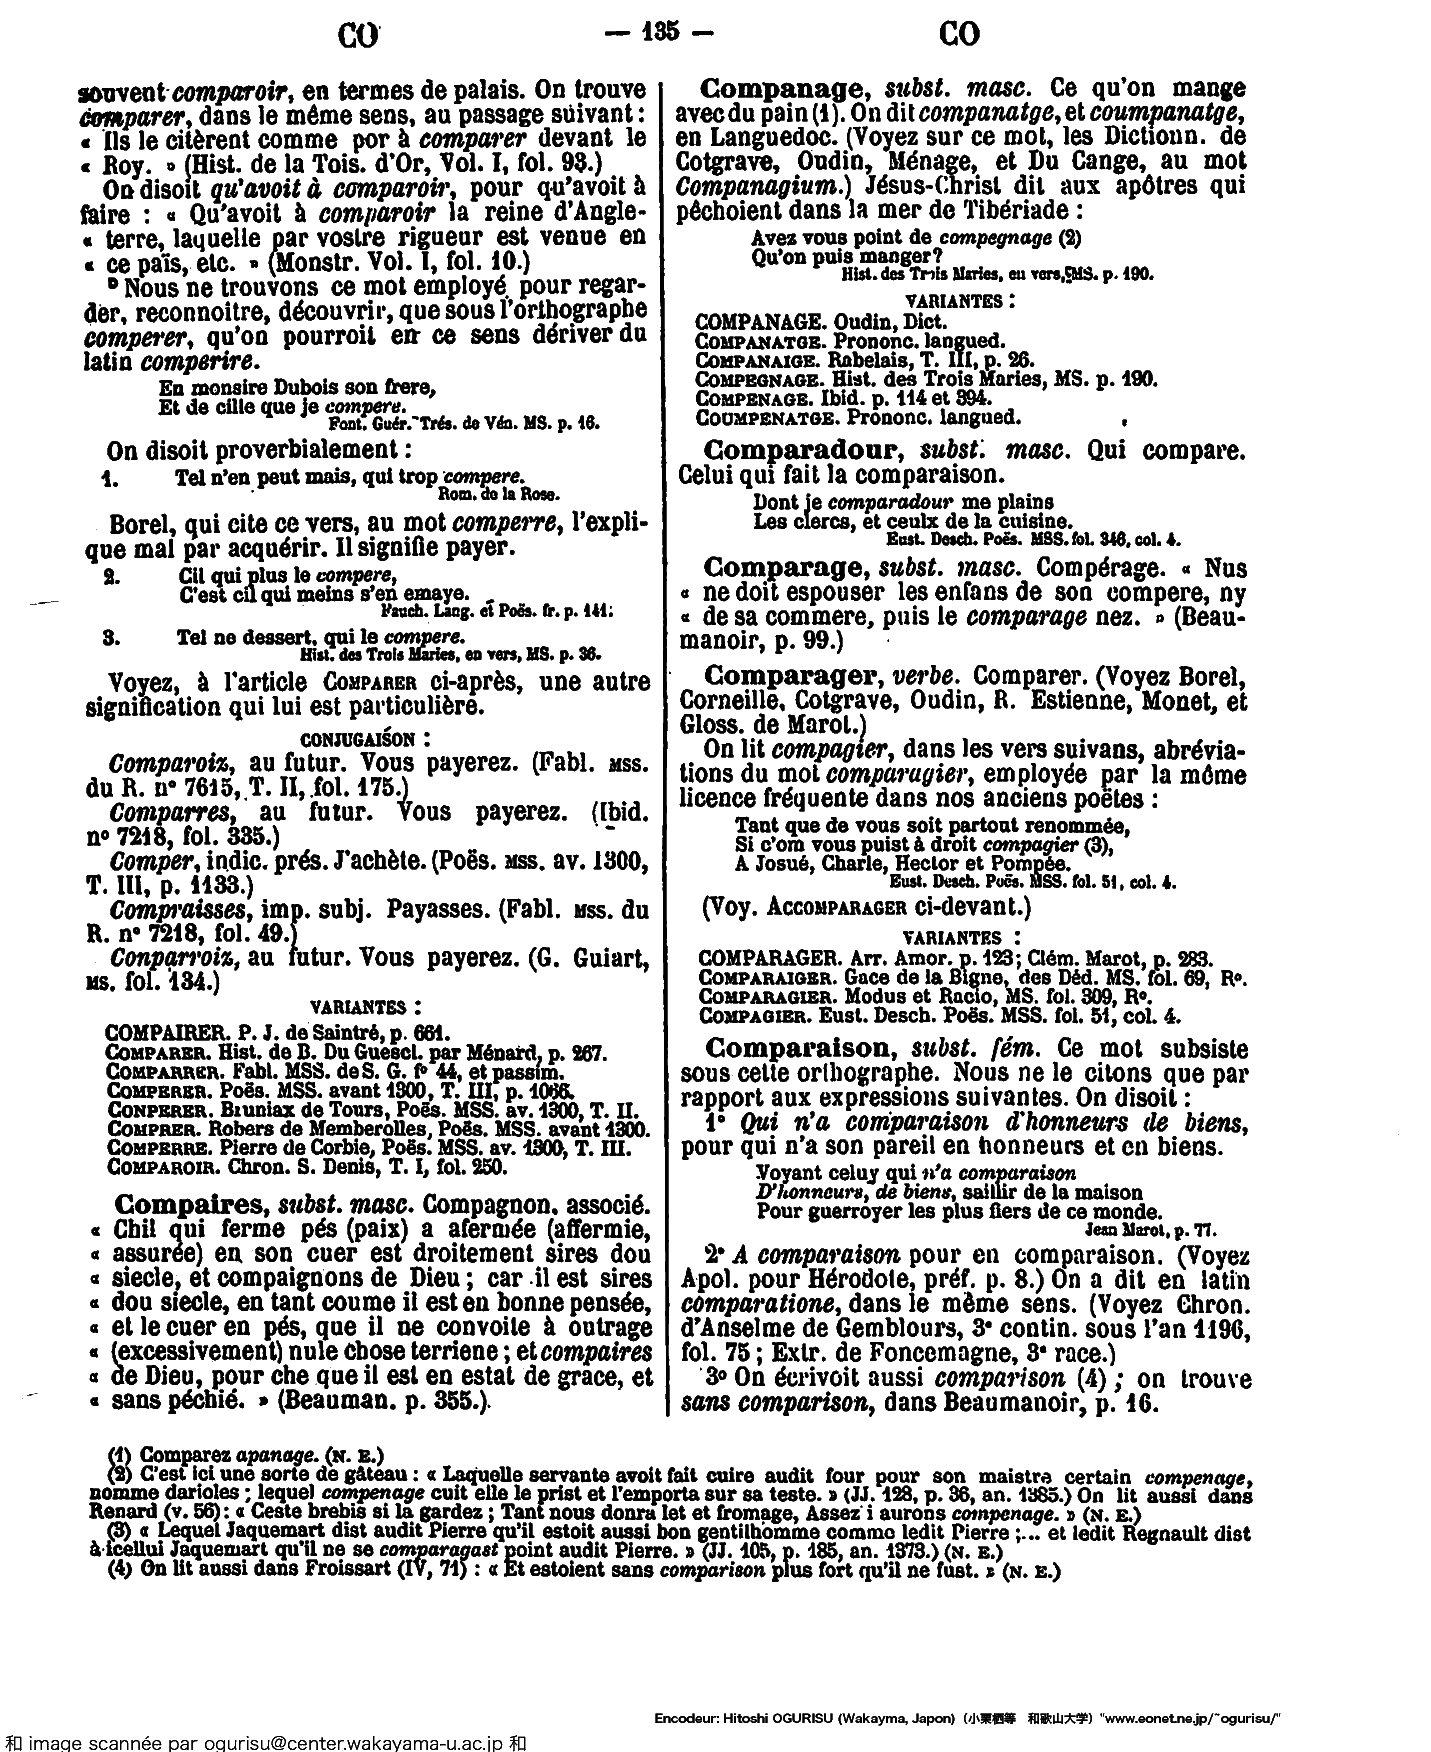 CO — 135 — CO
souvent comparoir, en termes de palais. On trouve
comparer, dans le même sens, au passage suivant :
« Ils le citèrent comme por à comparer devant le
« Roy. » (Hist. de la Tois. d'Or, Vol. I, fol. 93.)
On disoit qu'avoit à comparoir, pour qu'avoit à
faire : « Qu'avoit à comparoir la reine d'Angle-
« terre, laquelle par vostre rigueur est venue en
« ce païs, etc. » (Monstr. Vol. I, fol. 10.)
D Nous ne trouvons ce mot employé pour regar-
der, reconnoitre, découvrir, que sous l'orthographe
comperer, qu'on pourroit en ce sens dériver du
latin comperire.
En monsire Dubois son frere,
Et de cille que je compere.
Font. Guér. Trés. de Vén. MS. p. 16.
On disoit proverbialement :
1. Tel n'en peut mais, qui trop compere.
Rom. de la Rose.
Borel, qui cite ce vers, au mot comperre, l'expli-
que mal par acquérir. Il signifie payer.
2. Cil qui plus le compere,
C'est cil qui meins s'en emaye.
Fauch. Lang. et Poës. fr. p. 141.
3. Tel ne dessert, qui le compere.
Hist. des Trois Maries, en vers, MS. p. 36.
Voyez, à l'article COMPARER ci-après, une autre
signification qui lui est particulière.
CONJUGAISON :
Comparoiz, au futur. Vous payerez. (Fabl. MSS.
du R. nº 7615, T. II, fol. 175.)
Comparres, au futur. Vous payerez. (Ibid.
nº 7218, fol. 335.)
Comper, indic. prés. J'achète. (Poës. MSS. av. 1300,
T. III, p. 1133.)
Compraisses, imp. subj. Payasses. (Fabl. MSS. du
R. nº 7218, fol. 49.)
Conparroiz, au futur. Vous payerez. (G. Guiart,
MS. fol. 134.)
VARIANTES :
COMPAIRER. P. J. de Saintré, p. 661.
COMPARER. Hist. de B. Du Guescl. par Ménard, p. 267.
COMPARRER. Fabl. MSS. de S. G. fº 44, et passim.
COMPERER. Poës. MSS. avant 1300, T. III, p. 1066.
CONPERER. Bruniax de Tours, Poës. MSS. av. 1300, T. II.
COMPRER. Robers de Memberolles, Poës. MSS. avant 1300.
COMPERRE. Pierre de Corbie, Poës. MSS. av. 1300, T. III.
COMPAROIR. Chron. S. Denis, T. I, fol. 250.
Compaires, subst. masc. Compagnon, associé.
« Chil qui ferme pés (paix) a afermée (affermie,
« assurée) en son cuer est droitement sires dou
« siecle, et compaignons de Dieu ; car il est sires
« dou siecle, en tant coume il est en bonne pensée,
« et le cuer en pés, que il ne convoite à outrage
« (excessivement) nule chose terriene ; et compaires
« de Dieu, pour che que il est en estat de grace, et
« sans péchié. » (Beauman. p. 355.)
Companage, subst. masc. Ce qu'on mange
avec du pain (1). On dit companatge, et coumpanatge,
en Languedoc. (Voyez sur ce mot, les Dictionn. de
Cotgrave, Oudin, Ménage, et Du Cange, au mot
Companagium.) Jésus-Christ dit aux apôtres qui
pêchoient dans la mer de Tibériade :
Avez vous point de compegnage (2)
Qu'on puis manger?
Hist. des Trois Maries, en vers, MS. p. 190.
VARIANTES :
COMPANAGE. Oudin, Dict.
COMPANATGE. Prononc. langued.
COMPANAIGE. Rabelais, T. III, p. 26.
COMPEGNAGE. Hist. des Trois Maries, MS. p. 190.
COMPENAGE. Ibid. p. 114 et 394.
COUMPENATGE. Prononc. langued.
Comparadour, subst. masc. Qui compare.
Celui qui fait la comparaison.
Dont je comparadour me plains
Les clercs, et ceulx de la cuisine.
Eust. Desch. Poës. MSS. fol. 346, col. 4.
Comparage, subst. masc. Compérage. « Nus
« ne doit espouser les enfans de son compere, ny
« de sa commere, puis le comparage nez. » (Beau-
manoir, p. 99.)
Comparager, verbe. Comparer. (Voyez Borel,
Corneille, Cotgrave, Oudin, R. Estienne, Monet, et
Gloss. de Marot.)
On lit compagier, dans les vers suivans, abrévia-
tions du mot comparagier, employée par la même
licence fréquente dans nos anciens poëtes :
Tant que de vous soit partout renommée,
Si c'om vous puist à droit compagier (3),
A Josué, Charle, Hector et Pompée.
Eust. Desch. Poës. MSS. fol. 51, col. 4.
(Voy. ACCOMPARAGER ci-devant.)
VARIANTES :
COMPARAGER. Arr. Amor. p. 123 ; Clém. Marot, p. 283.
COMPARAIGER. Gace de la Bigne, des Déd. MS. fol. 69, Rº.
COMPARAGIER. Modus et Racio, MS. fol. 309, Rº.
COMPAGIER. Eust. Desch. Poës. MSS. fol. 51, col. 4.
Comparaison, subst. fém. Ce mot subsiste
sous cette orthographe. Nous ne le citons que par
rapport aux expressions suivantes. On disoit :
1º Qui n'a comparaison d'honneurs de biens,
pour qui n'a son pareil en honneurs et en biens.
Voyant celuy qui n'a comparaison
D'honneurs, de biens, saillir de la maison
Pour guerroyer les plus fiers de ce monde.
Jean Marot, p. 77.
2º A comparaison pour en comparaison. (Voyez
Apol. pour Hérodote, préf. p. 8.) On a dit en latin
comparatione, dans le même sens. (Voyez Chron.
d'Anselme de Gemblours, 3ᵉ contin. sous l'an 1196,
fol. 75 ; Extr. de Foncemagne, 3ᵉ race.)
3º On écrivoit aussi comparison (4) ; on trouve
sans comparison, dans Beaumanoir, p. 16.
(1) Comparez apanage. (N. E.)
(2) C'est ici une sorte de gâteau : « Laquelle servante avoit fait cuire audit four pour son maistre certain compenage,
nomme darioles ; lequel compenage cuit elle le prist et l'emporta sur sa teste. » (JJ. 128, p. 36, an. 1385.) On lit aussi dans
Renard (v. 56) : « Ceste brebis si la gardez ; Tant nous donra let et fromage, Assez i aurons compenage. » (N. E.)
(3) « Lequel Jaquemart dist audit Pierre qu'il estoit aussi bon gentilhomme commo ledit Pierre ;... et ledit Regnault dist
à icellui Jaquemart qu'il ne se comparagast point audit Pierre. » (JJ. 105, p. 185, an. 1373.) (N. E.)
(4) On lit aussi dans Froissart (IV, 71) : « Et estoient sans comparison plus fort qu'il ne fust. » (N. E.)
Encodeur: Hitoshi OGURISU (Wakayma, Japon)（小栗栖等　和歌山大学）"www.eonet.ne.jp/~ogurisu/"
和 image scannée par ogurisu@center.wakayama-u.ac.jp 和